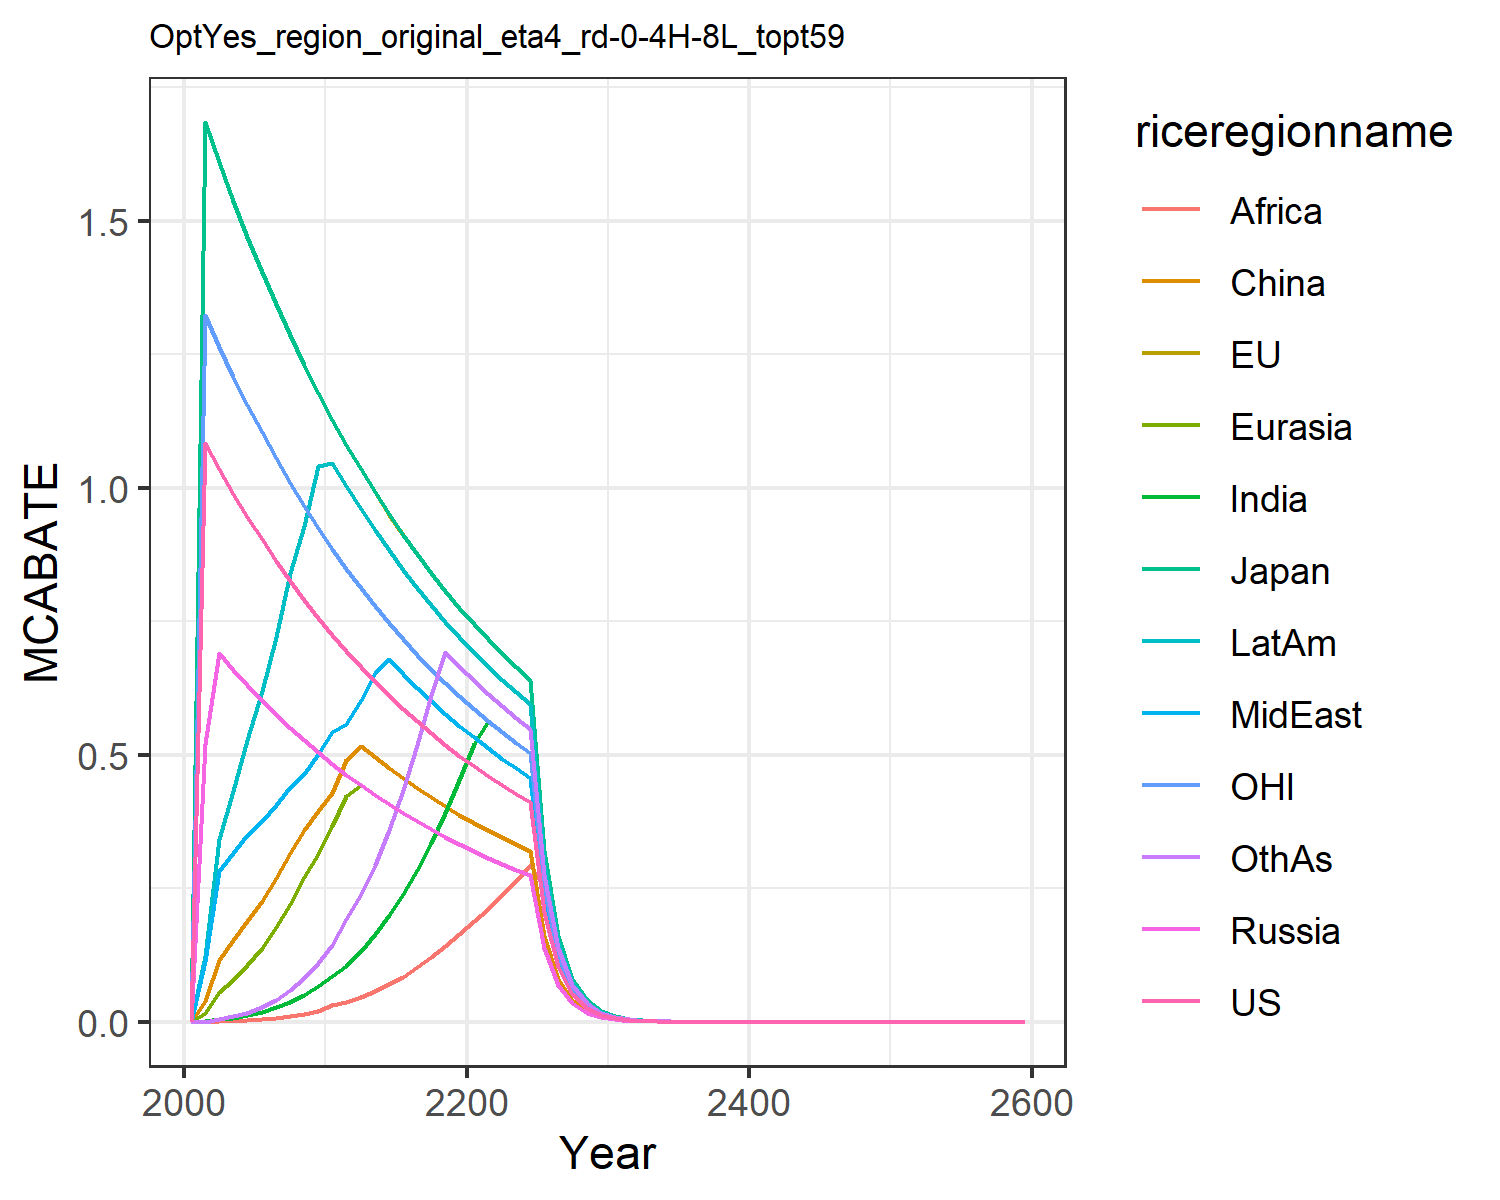 OptYes_region_original_eta4_rd-0-4H-8L_topt59
MCABATE
1.5
1.0
0.5
0.0
2000
2200
2400
2600
Year
riceregionname
Africa
China
EU
Eurasia
India
Japan
LatAm
MidEast
OHI
OthAs
Russia
US